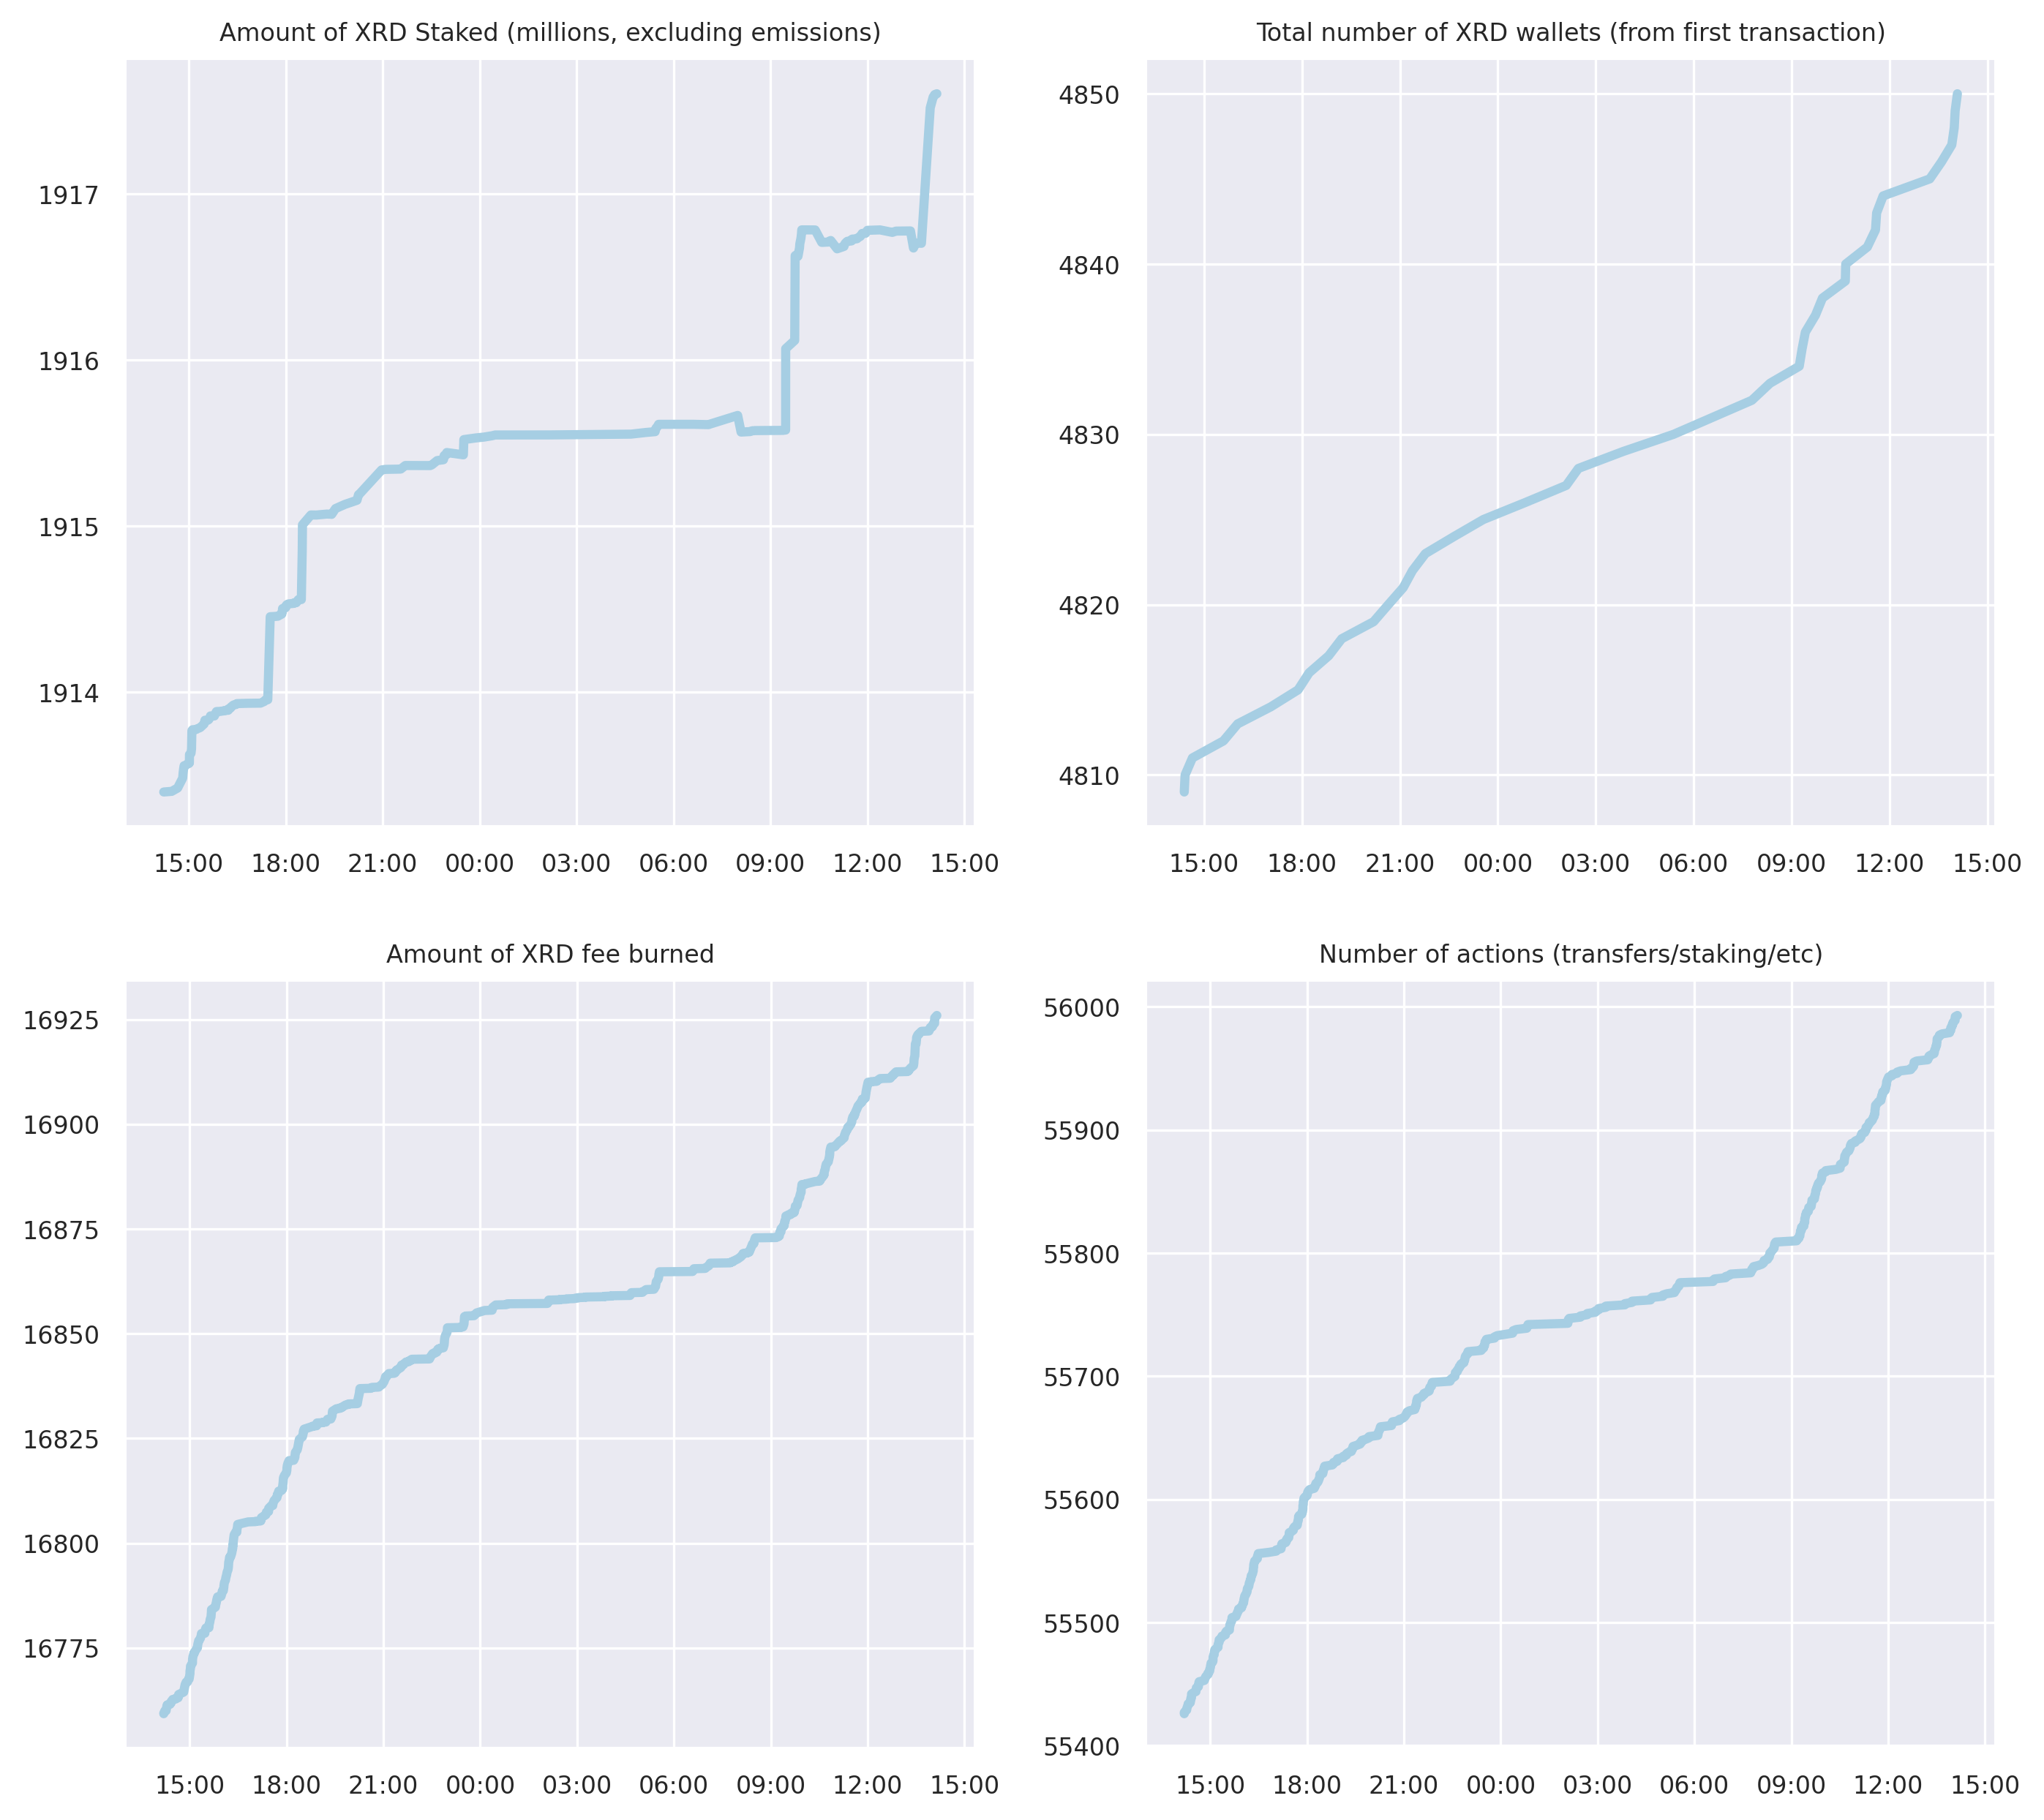 Amount of XRD Staked (millions, excluding emissions)
1917
1916
1915
1914
15:00 18:00 21:00 00:00 03:00 06:00 09:00 12:00 15:00
Total number of XRD wallets (from first transaction)
4850
4840
4830
4820
4810
15:00 18:00 21:00 00:00 03:00 06:00 09:00 12:00 15:00
Amount of XRD fee burned
16925
16900
16875
16850
16825
16800
16775
15:00 18:00 21:00 00:00 03:00 06:00 09:00 12:00 15:00
Number of actions (transfers/staking/etc)
56000
55900
55800
55700
55600
55500
55400
15:00 18:00 21:00 00:00 03:00 06:00 09:00 12:00 15:00